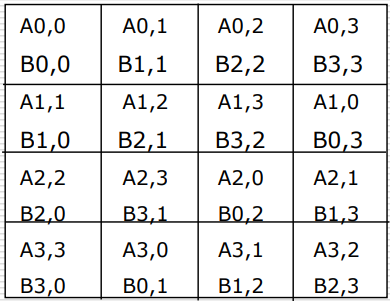 A0,0 A0,1 A0,2 A0,3
B0,0 B1,1 B2,2 B3,3
A1,1 A1,2 A1,3 A1,0
B1,0 B2,1 B3,2 B0,3
A2,2 A2,3 A2,0 A2,1
B2,0 B3,1 B0,2 B1,3
A3,3 A3,0 A3,1 A3,2
B3,0 B0,1 B1,2 B2,3